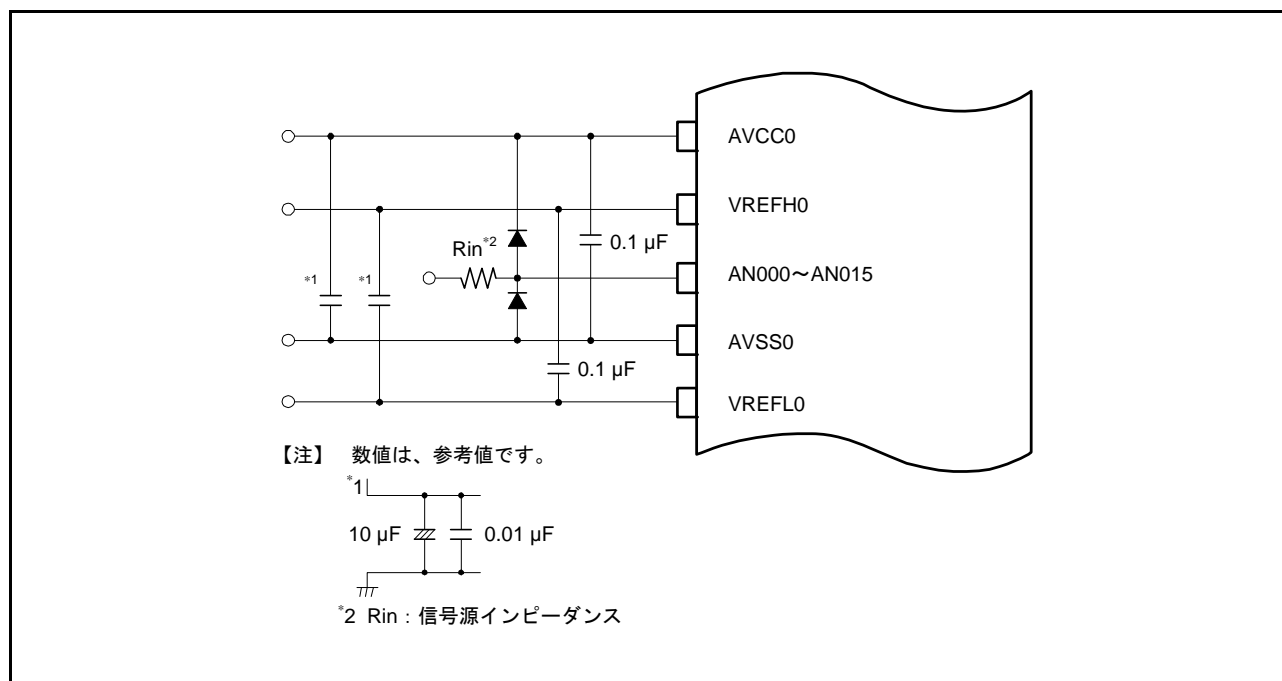 AVCC0
VREFH0
Rin*2
0.1 μF
AN000～AN015
*1
*1
AVSS0
0.1 μF
VREFL0
【注】 数値は、参考値です。
*1
10 μF
0.01 μF
*2 Rin：信号源インピーダンス